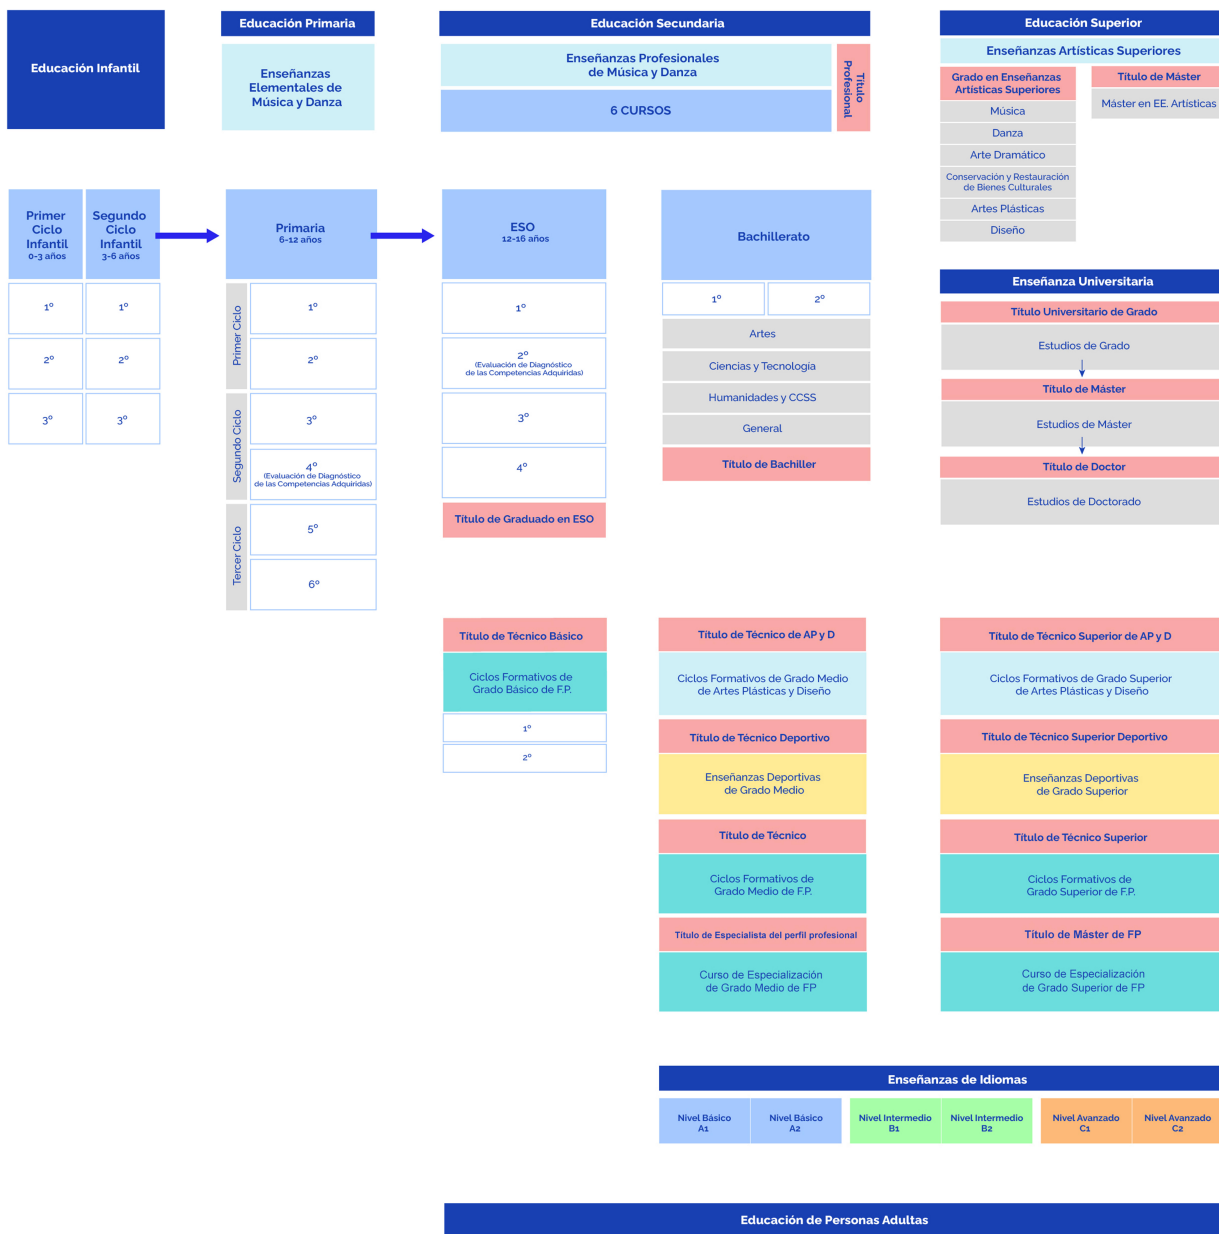 Educación Infantil
Educación Primaria
Enseñanzas
Elementales de
Música y Danza
Educación Secundaria
Enseñanzas Profesionales
de Música y Danza
6 CURSOS
Título
Profesional
Educación Superior
Enseñanzas Artísticas Superiores
Grado en Enseñanzas
Artísticas Superiores
Música
Danza
Arte Dramático
Conservación y Restauración
de Bienes Culturales
Artes Plásticas
Diseño
Título de Máster
Máster en EE. Artísticas
Primer
Ciclo
Infantil
0-3 años
1º
2º
3º
Segundo
Ciclo
Infantil
3-6 años
1º
2º
3º
Primaria
6-12 años
Primer Ciclo
1º
2º
Segundo Ciclo
3º
4º
(Evaluación de Diagnóstico
de las Competencias Adquiridas)
Tercer Ciclo
5º
6º
ESO
12-16 años
1º
2º
(Evaluación de Diagnóstico
de las Competencias Adquiridas)
3º
4º
Título de Graduado en ESO
Bachillerato
1º
2º
Artes
Ciencias y Tecnología
Humanidades y CCSS
General
Título de Bachiller
Enseñanza Universitaria
Título Universitario de Grado
Estudios de Grado
Título de Máster
Estudios de Máster
Título de Doctor
Estudios de Doctorado
Título de Técnico Básico
Ciclos Formativos de
Grado Básico de F.P.
1º
2º
Título de Técnico de AP y D
Ciclos Formativos de Grado Medio
de Artes Plásticas y Diseño
Título de Técnico Deportivo
Enseñanzas Deportivas
de Grado Medio
Título de Técnico
Ciclos Formativos de
Grado Medio de F.P.
Título de Especialista del perfil profesional
Curso de Especialización
de Grado Medio de FP
Título de Técnico Superior de AP y D
Ciclos Formativos de Grado Superior
de Artes Plásticas y Diseño
Título de Técnico Superior Deportivo
Enseñanzas Deportivas
de Grado Superior
Título de Técnico Superior
Ciclos Formativos de
Grado Superior de F.P.
Título de Máster de FP
Curso de Especialización
de Grado Superior de FP
Enseñanzas de Idiomas
Nivel Básico
A1
Nivel Básico
A2
Nivel Intermedio
B1
Nivel Intermedio
B2
Nivel Avanzado
C1
Nivel Avanzado
C2
Educación de Personas Adultas